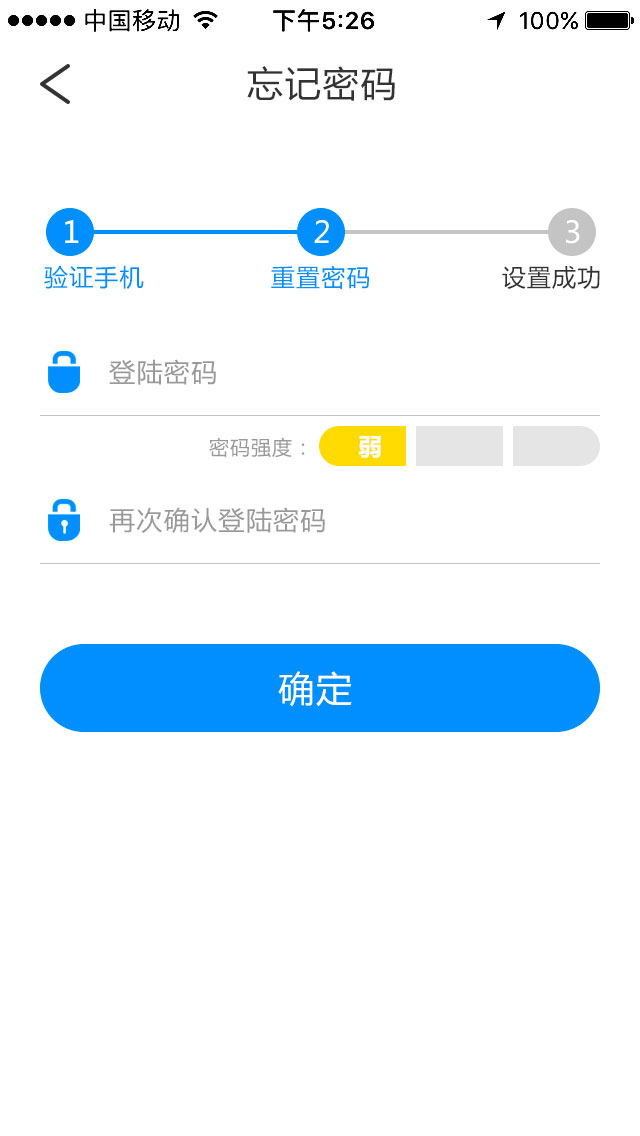 中国移动 下午5:26 100%
忘记密码
1 2 3
验证手机 重置密码 设置成功
登陆密码
密码强度： 弱
再次确认登陆密码
确定